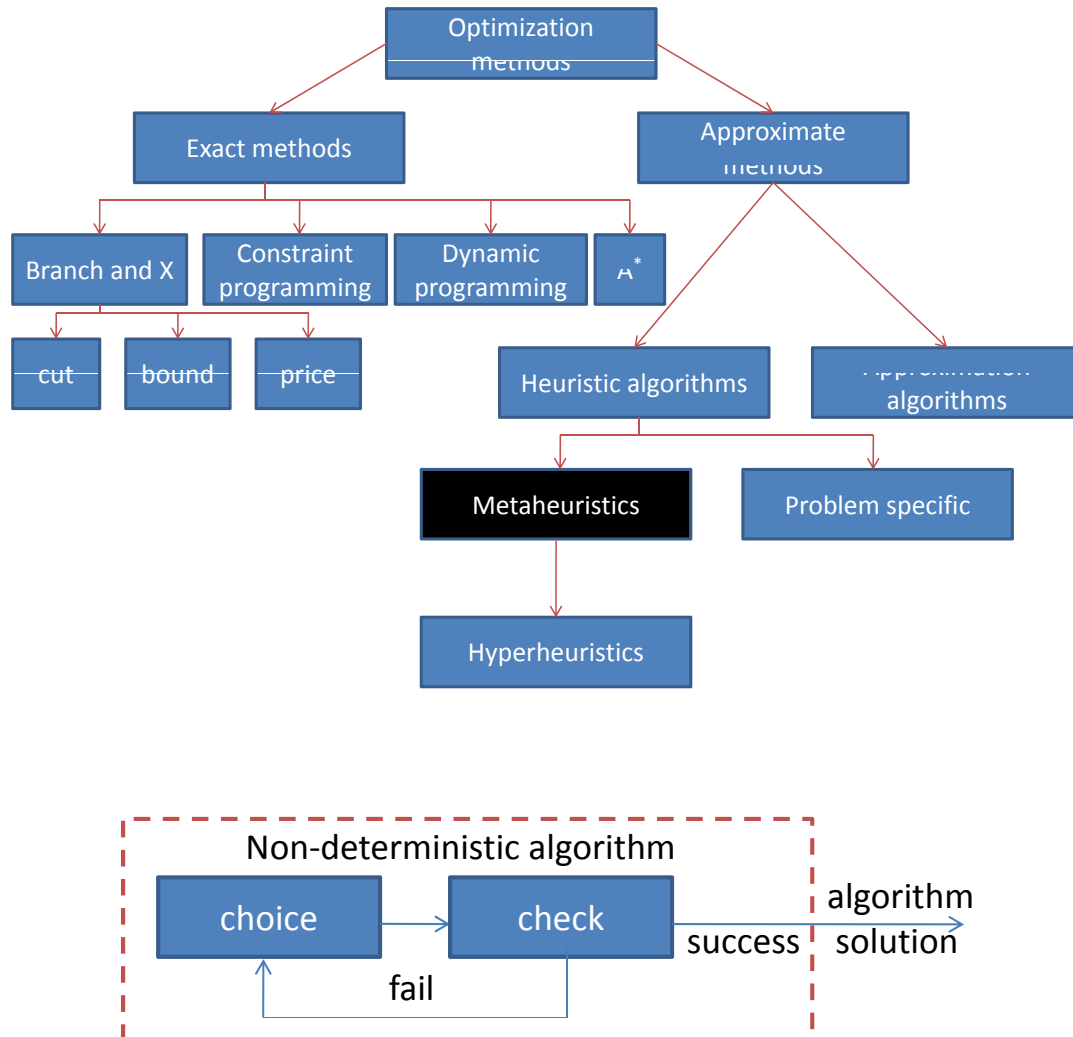 Optimization
methods
Exact methods
Approximate
methods
Branch and X
Constraint
programming
Dynamic
programming
A*
cut
bound
price
Heuristic algorithms
Approximation
algorithms
Metaheuristics
Problem specific
Hyperheuristics
Non-deterministic algorithm
choice
check
algorithm
success
solution
fail